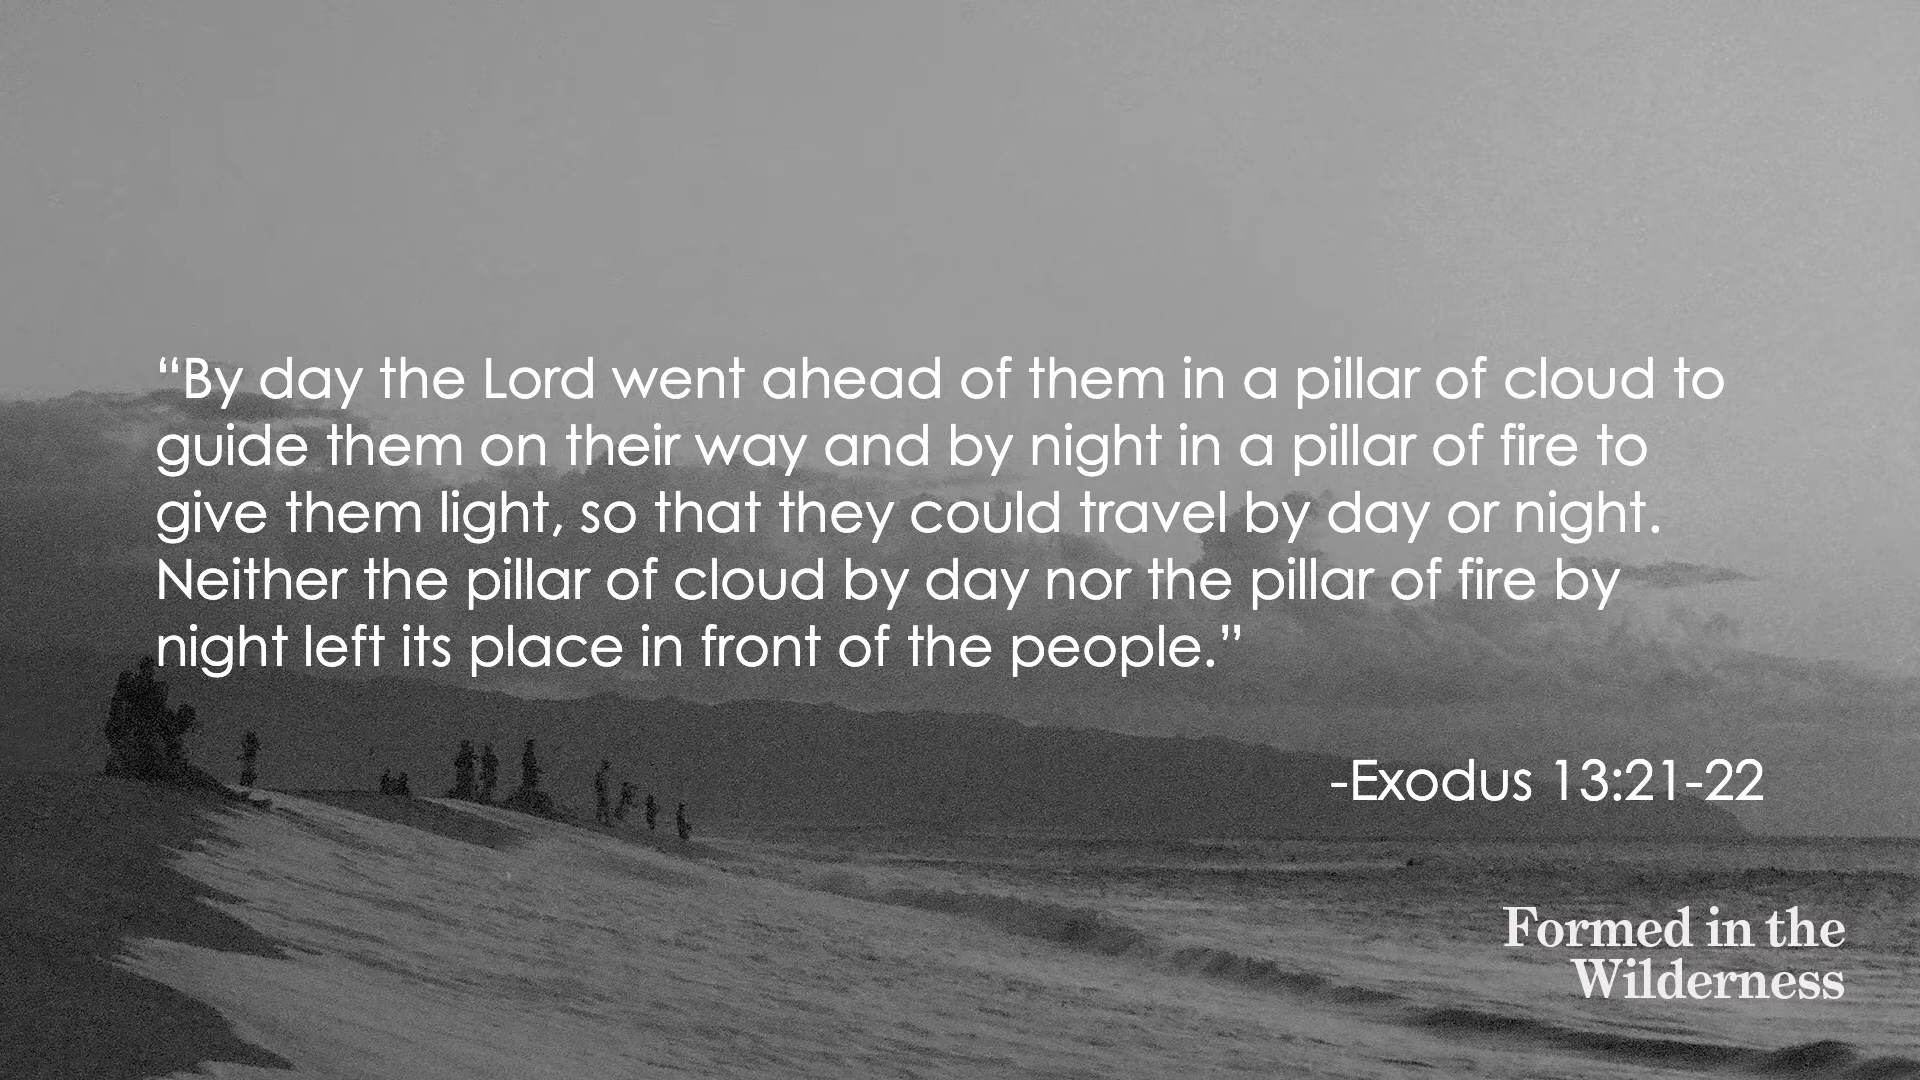 “By day the Lord went ahead of them in a pillar of cloud to
guide them on their way and by night in a pillar of fire to
give them light, so that they could travel by day or night.
Neither the pillar of cloud by day nor the pillar of fire by
night left its place in front of the people.”
-Exodus 13:21-22
Formed in the
Wilderness